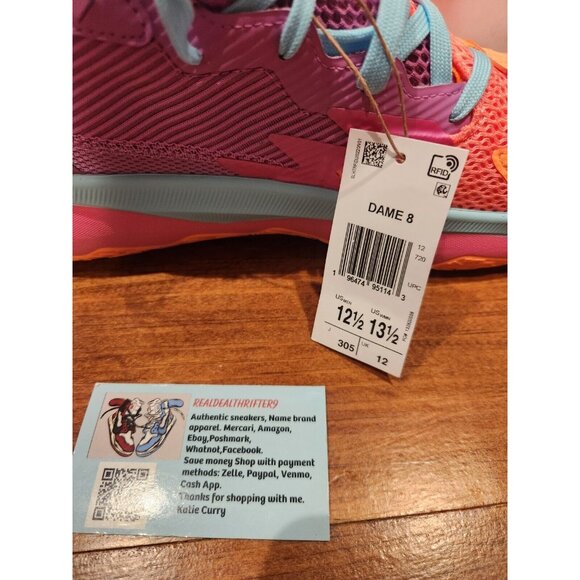 RFID
DAME 8
12
720
1 96474 95114 3
UPC
US MEN
US WMN
12½ 13½
J
305
UK
12
REALDEALTHRIFTER9
Authentic sneakers, Name brand
apparel. Mercari, Amazon,
Ebay,Poshmark,
Whatnot,Facebook.
Save money Shop with payment
methods: Zelle, Paypal, Venmo,
Cash App.
Thanks for shopping with me.
Katie Curry